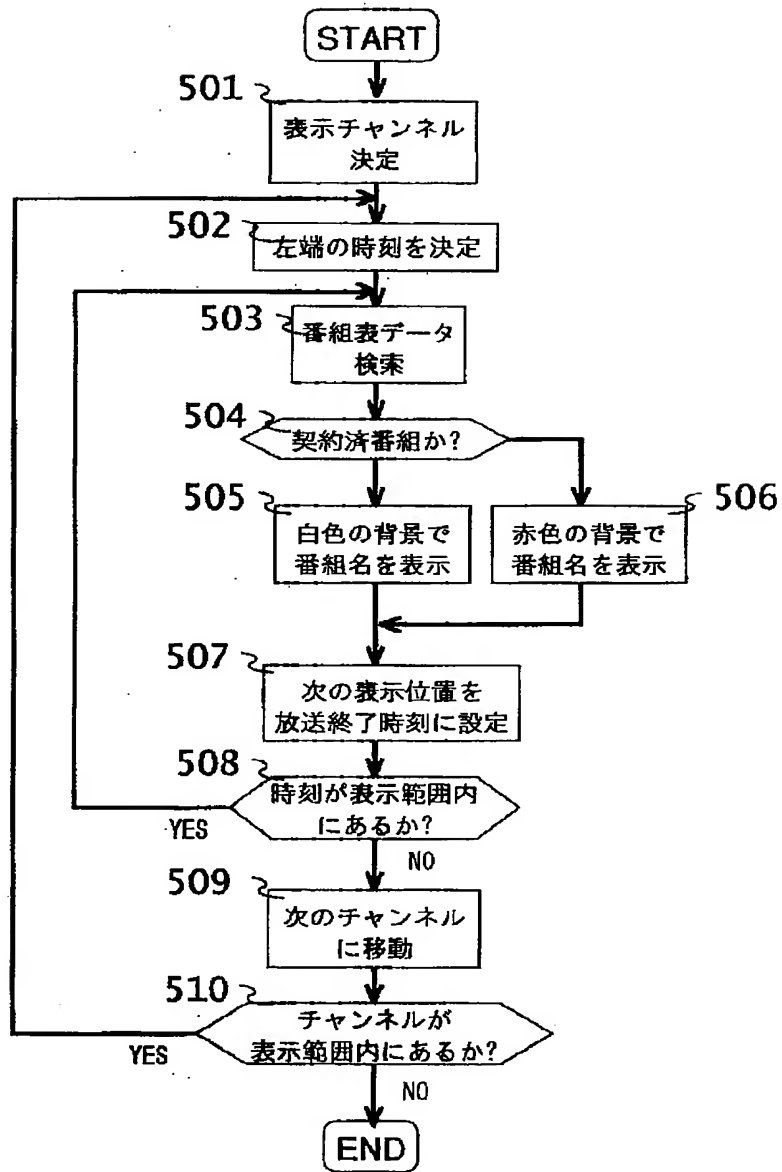 START
501
表示チャンネル
決定
502
左端の時刻を決定
503
番組表データ
検索
504
契約済番組か?
505
白色の背景で
番組名を表示
506
赤色の背景で
番組名を表示
507
次の表示位置を
放送終了時刻に設定
508
時刻が表示範囲内
にあるか?
YES
NO
509
次のチャンネル
に移動
510
チャンネルが
表示範囲内にあるか?
YES
NO
END